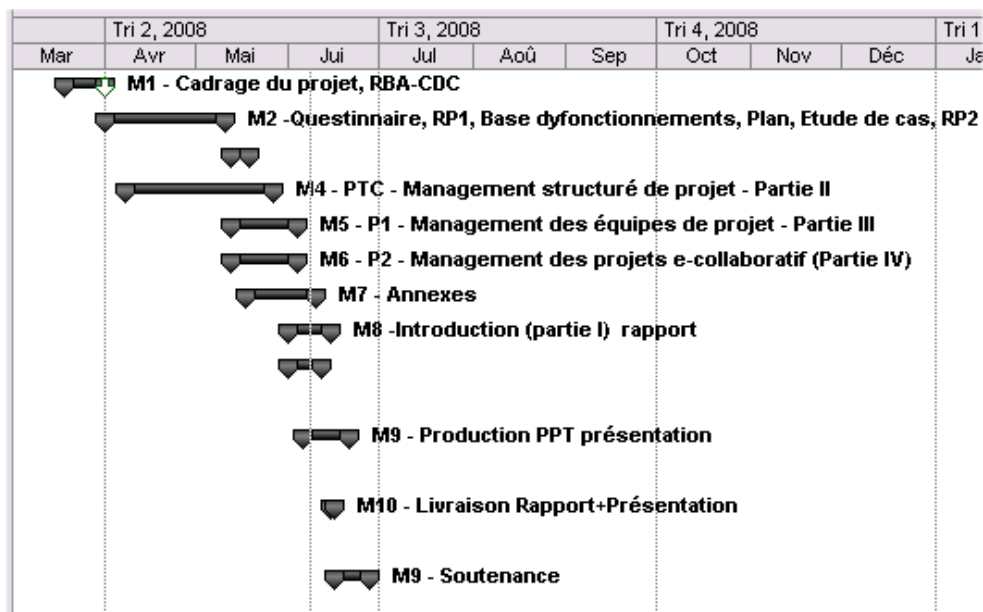 Tri 2, 2008 Tri 3, 2008 Tri 4, 2008 Tri 1
Mar Avr Mai Jui Jul Aoû Sep Oct Nov Déc Ja
M1 - Cadrage du projet, RBA-CDC
M2 -Questinnaire, RP1, Base dyfonctionnements, Plan, Etude de cas, RP2
M4 - PTC - Management structuré de projet - Partie II
M5 - P1 - Management des équipes de projet - Partie III
M6 - P2 - Management des projets e-collaboratif (Partie IV)
M7 - Annexes
M8 -Introduction (partie I) rapport
M9 - Production PPT présentation
M10 - Livraison Rapport+Présentation
M9 - Soutenance